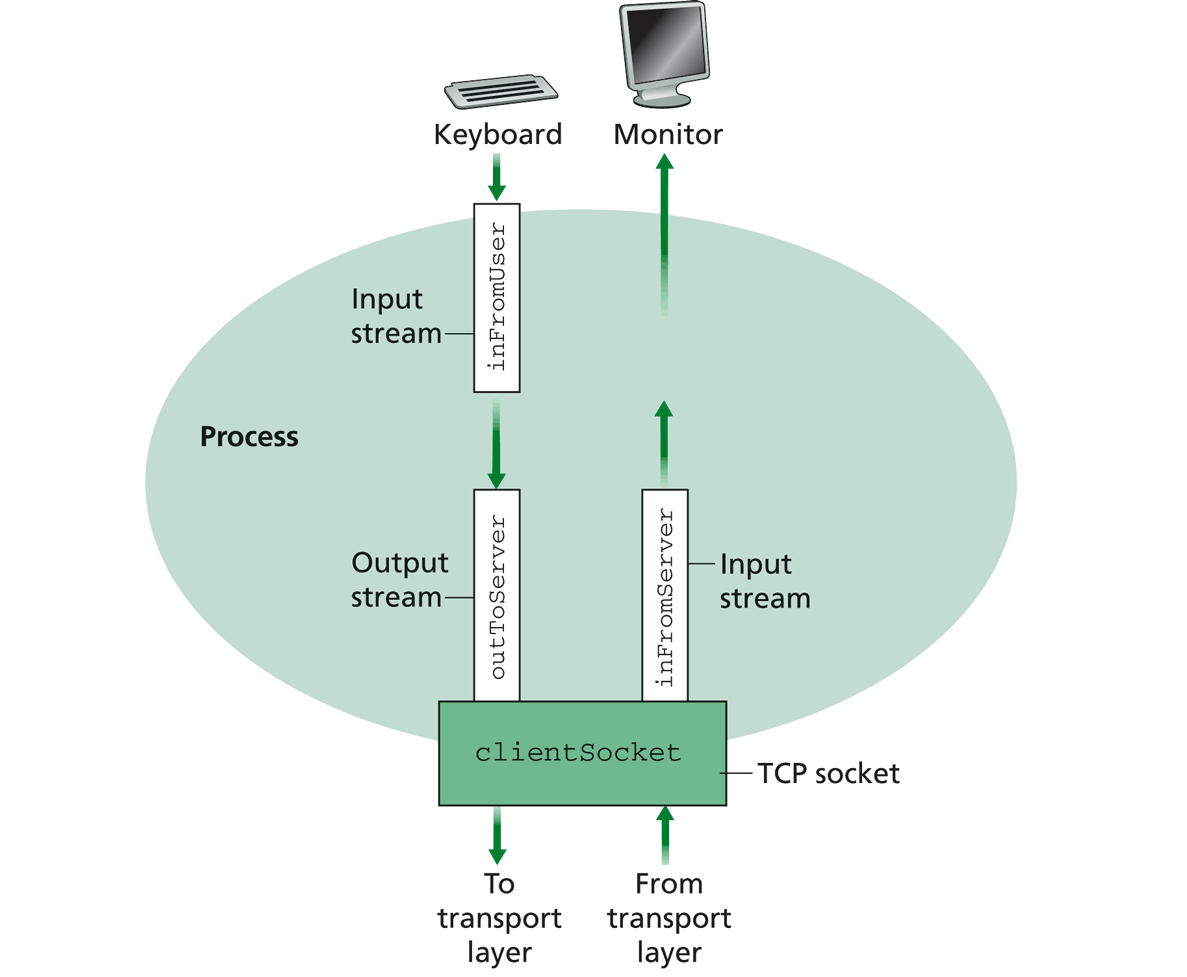 Keyboard
Monitor
inFromUser
Input
stream
Process
Output
stream
outToServer
inFromServer
Input
stream
clientSocket
TCP socket
To
transport
layer
From
transport
layer